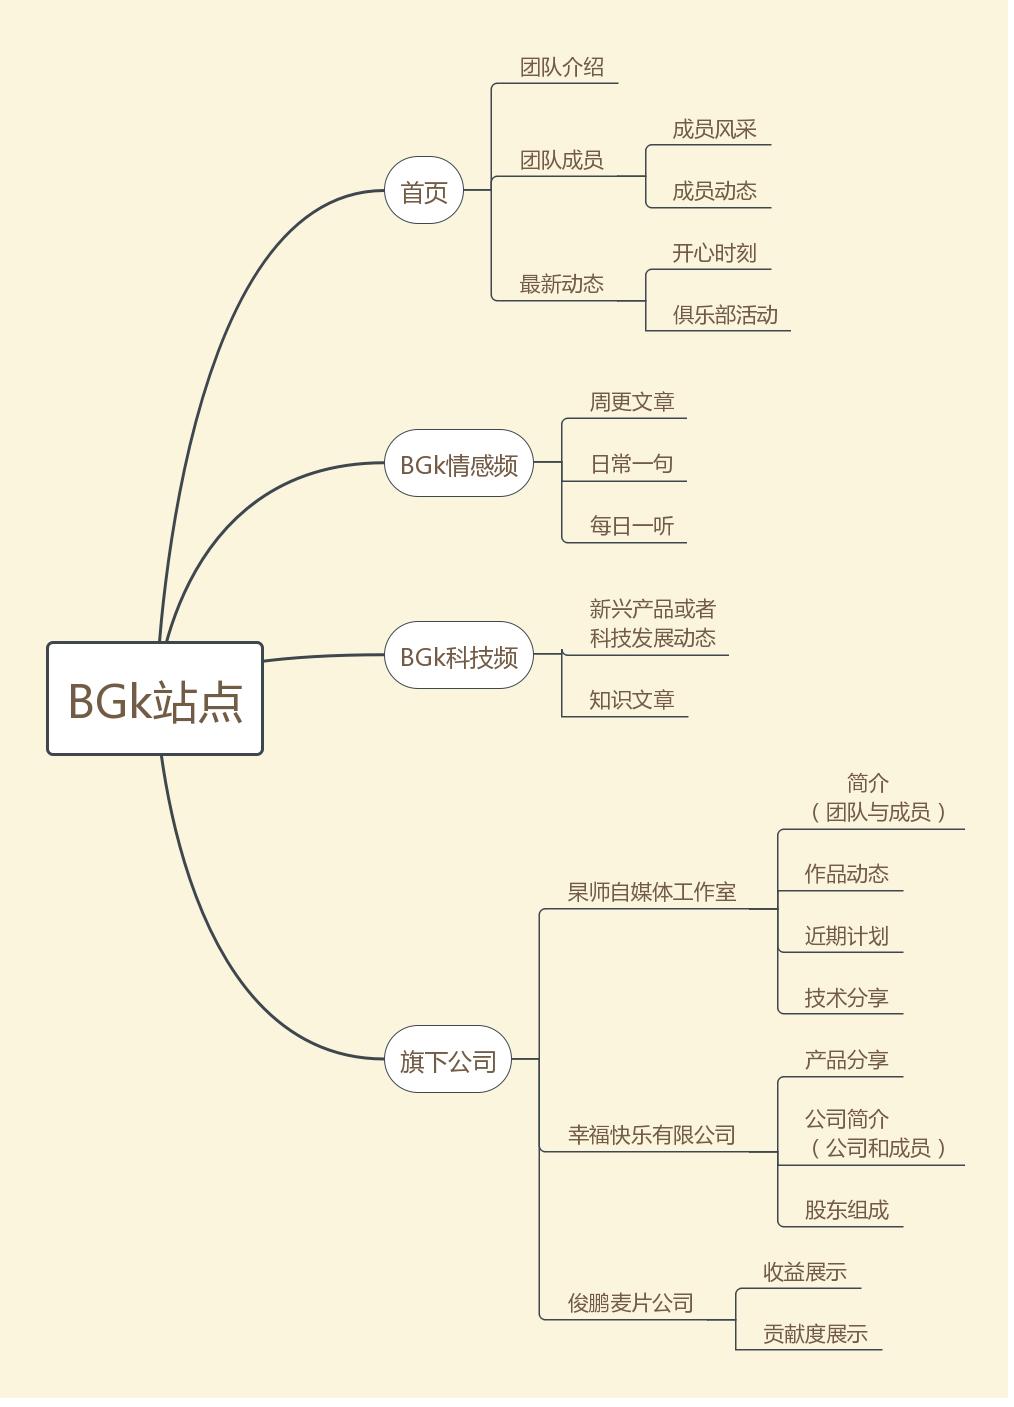 团队介绍
成员风采
团队成员
首页
成员动态
开心时刻
最新动态
俱乐部活动
周更文章
BGk情感频
日常一句
每日一听
新兴产品或者
科技发展动态
BGk科技频
知识文章
BGk站点
简介
（团队与成员）
作品动态
杲师自媒体工作室
近期计划
技术分享
旗下公司
产品分享
公司简介
（公司和成员）
幸福快乐有限公司
股东组成
收益展示
俊鹏麦片公司
贡献度展示